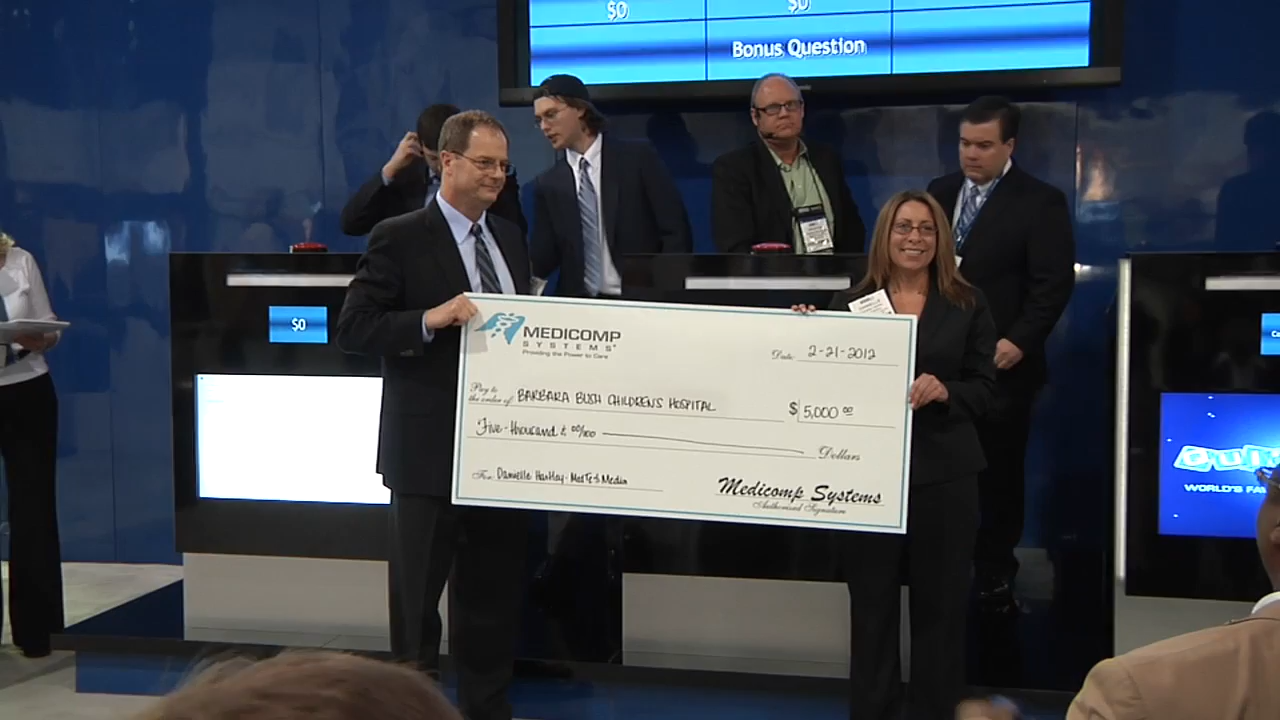 $0
$0
Bonus Question
$0
MEDICOMP
SYSTEMS
Providing the Power to Care
Date: 2-21-2012
Pay to
the order of: BARBARA BUSH CHILDRENS HOSPITAL
$ 5,000 00
Five-thousand & 00/100
Dollars
For: Danielle Hartley - MedTech Media
Medicomp Systems
Authorized Signature
WORLD'S FA